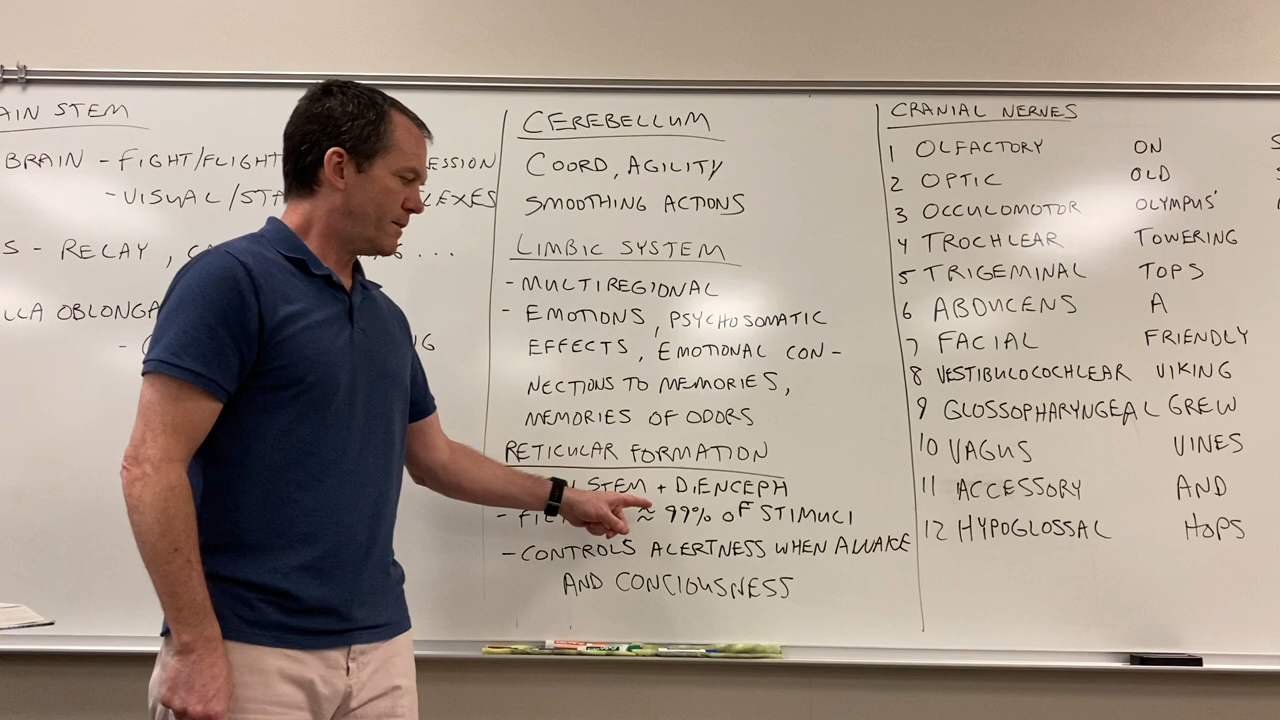 AIN STEM
BRAIN - FIGHT/FLIGHT ESSION
- VISUAL/STA LEXES
S - RELAY, C S ...
LLA OBLONGA
- NG
CEREBELLUM
COORD, AGILITY
SMOOTHING ACTIONS
LIMBIC SYSTEM
- MULTIREGIONAL
- EMOTIONS, PSYCHOSOMATIC
EFFECTS, EMOTIONAL CON-
NECTIONS TO MEMORIES,
MEMORIES OF ODORS
RETICULAR FORMATION
STEM + DIENCEPH
- FIL ≈ 99% OF STIMULI
- CONTROLS ALERTNESS WHEN AWAKE
AND CONCIOUSNESS
CRANIAL NERVES
1 OLFACTORY ON S
2 OPTIC OLD S
3 OCCULOMOTOR OLYMPUS'
4 TROCHLEAR TOWERING
5 TRIGEMINAL TOPS
6 ABDUCENS A
7 FACIAL FRIENDLY
8 VESTIBULOCOCHLEAR VIKING
9 GLOSSOPHARYNGEAL GREW
10 VAGUS VINES
11 ACCESSORY AND
12 HYPOGLOSSAL HOPS